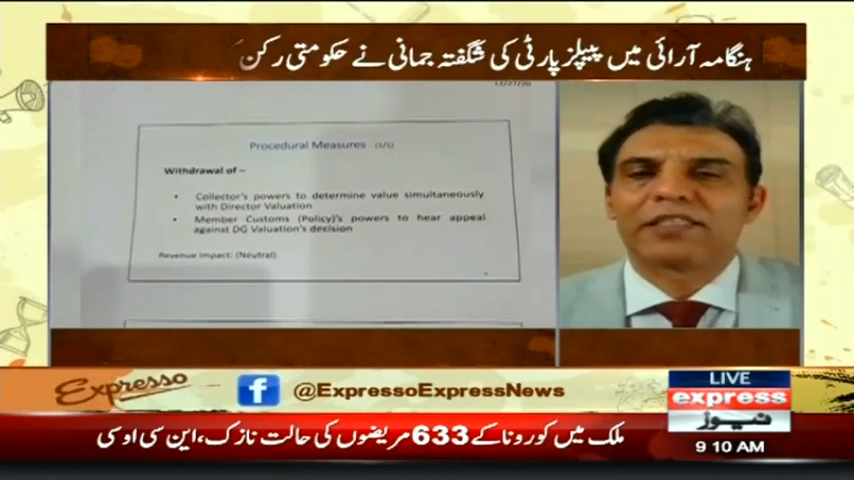 ہنگامہ آرائی میں پیپلز پارٹی کی شگفتہ جمانی نے حکومتی رکن
12/27/20
Procedural Measures (1/1)
Withdrawal of –
• Collector's powers to determine value simultaneously
with Director Valuation
• Member Customs (Policy)'s powers to hear appeal
against DG Valuation's decision
Revenue Impact: (Neutral)
Expresso
f @ExpressoExpressNews
LIVE
express
نیوز
9:10 AM
ملک میں کورونا کے 633 مریضوں کی حالت نازک، این سی او سی